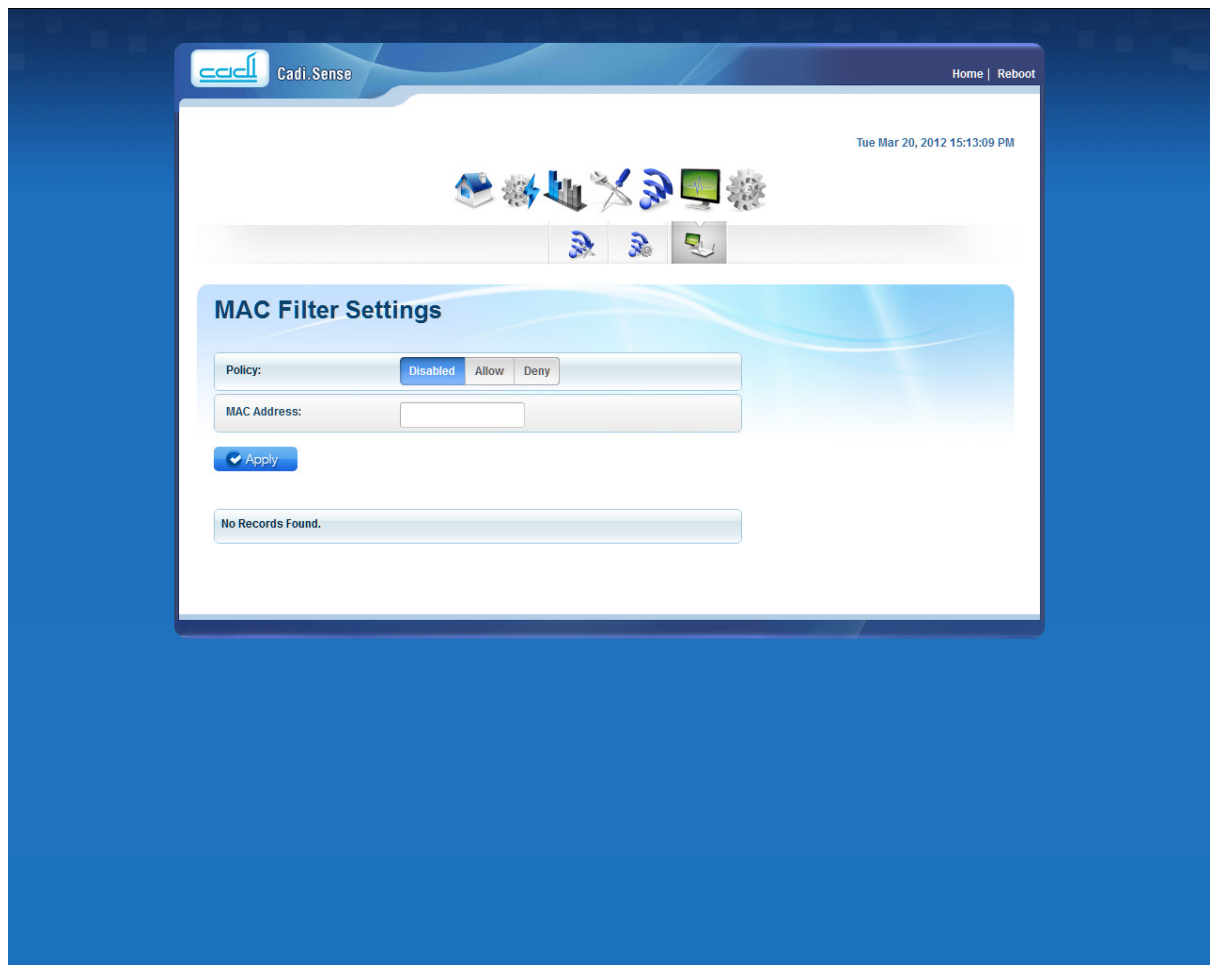 cadi Cadi.Sense
Home | Reboot
Tue Mar 20, 2012 15:13:09 PM
MAC Filter Settings
Policy: Disabled Allow Deny
MAC Address:
Apply
No Records Found.